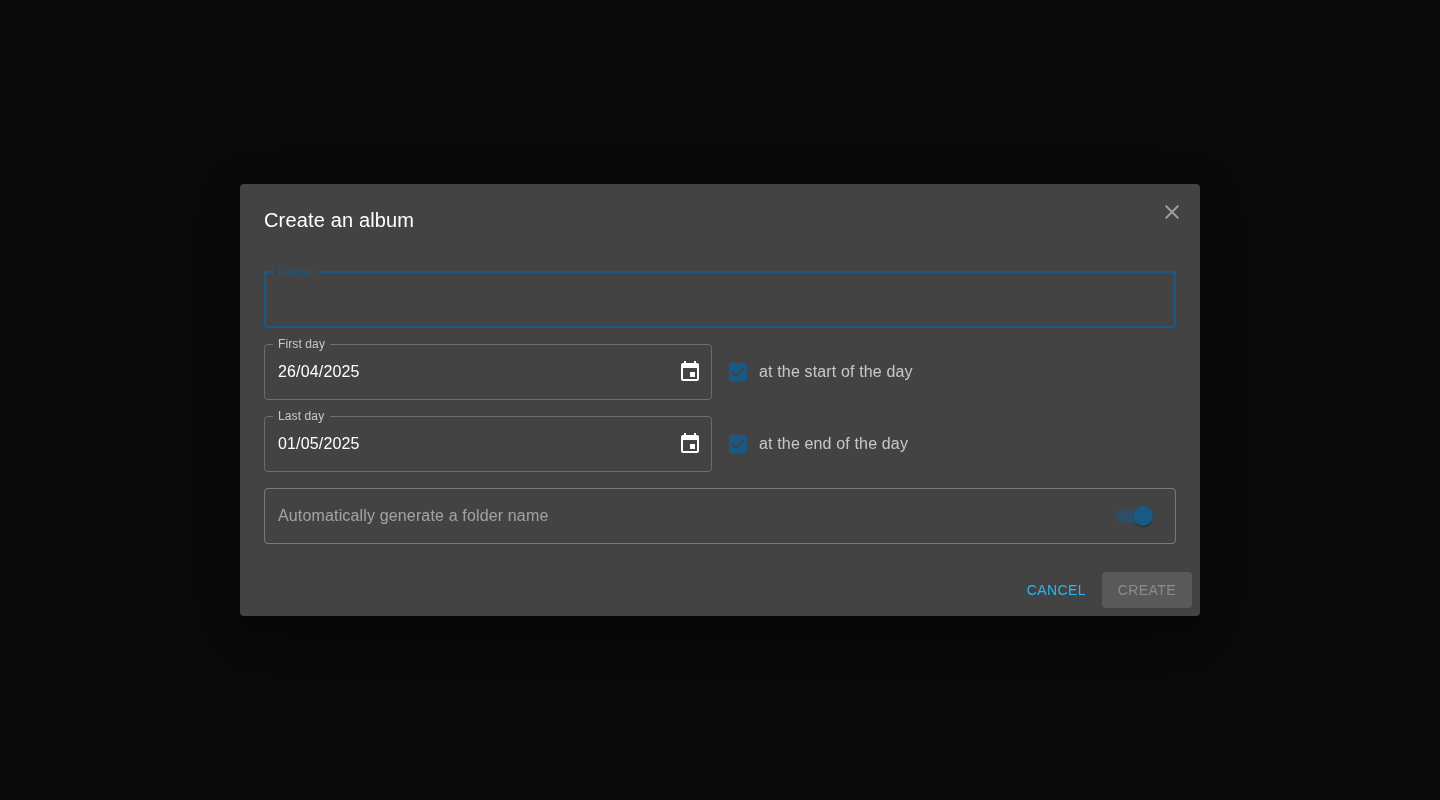 Create an album
Name
First day
26/04/2025
at the start of the day
Last day
01/05/2025
at the end of the day
Automatically generate a folder name
CANCEL
CREATE